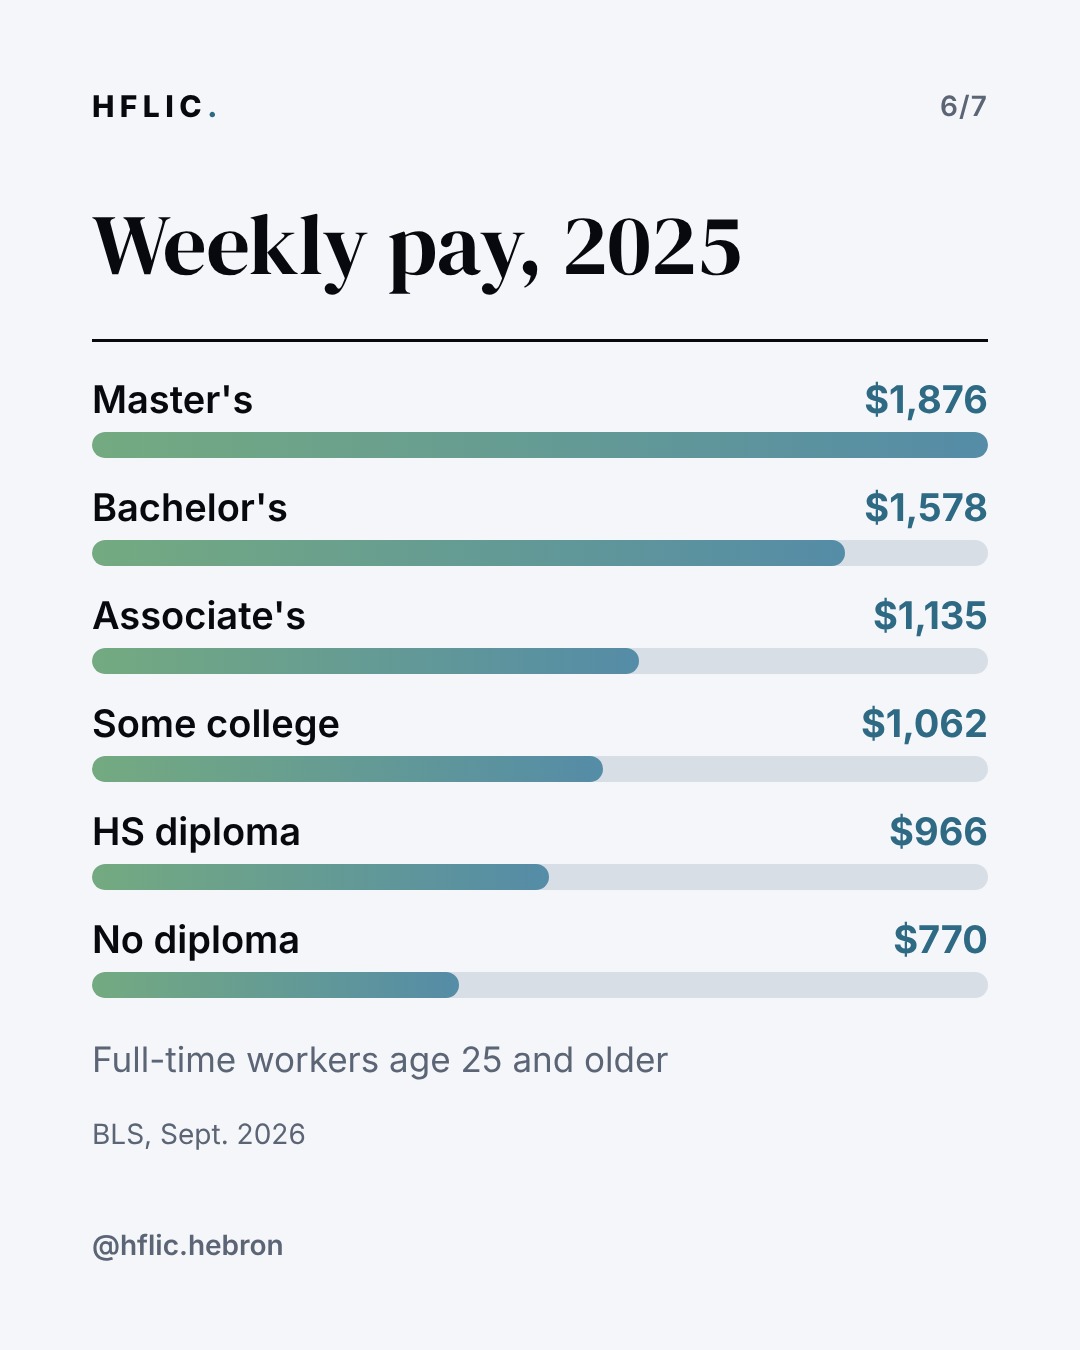 HFLIC.
6/7
Weekly pay, 2025
Master's $1,876
Bachelor's $1,578
Associate's $1,135
Some college $1,062
HS diploma $966
No diploma $770
Full-time workers age 25 and older
BLS, Sept. 2026
@hflic.hebron